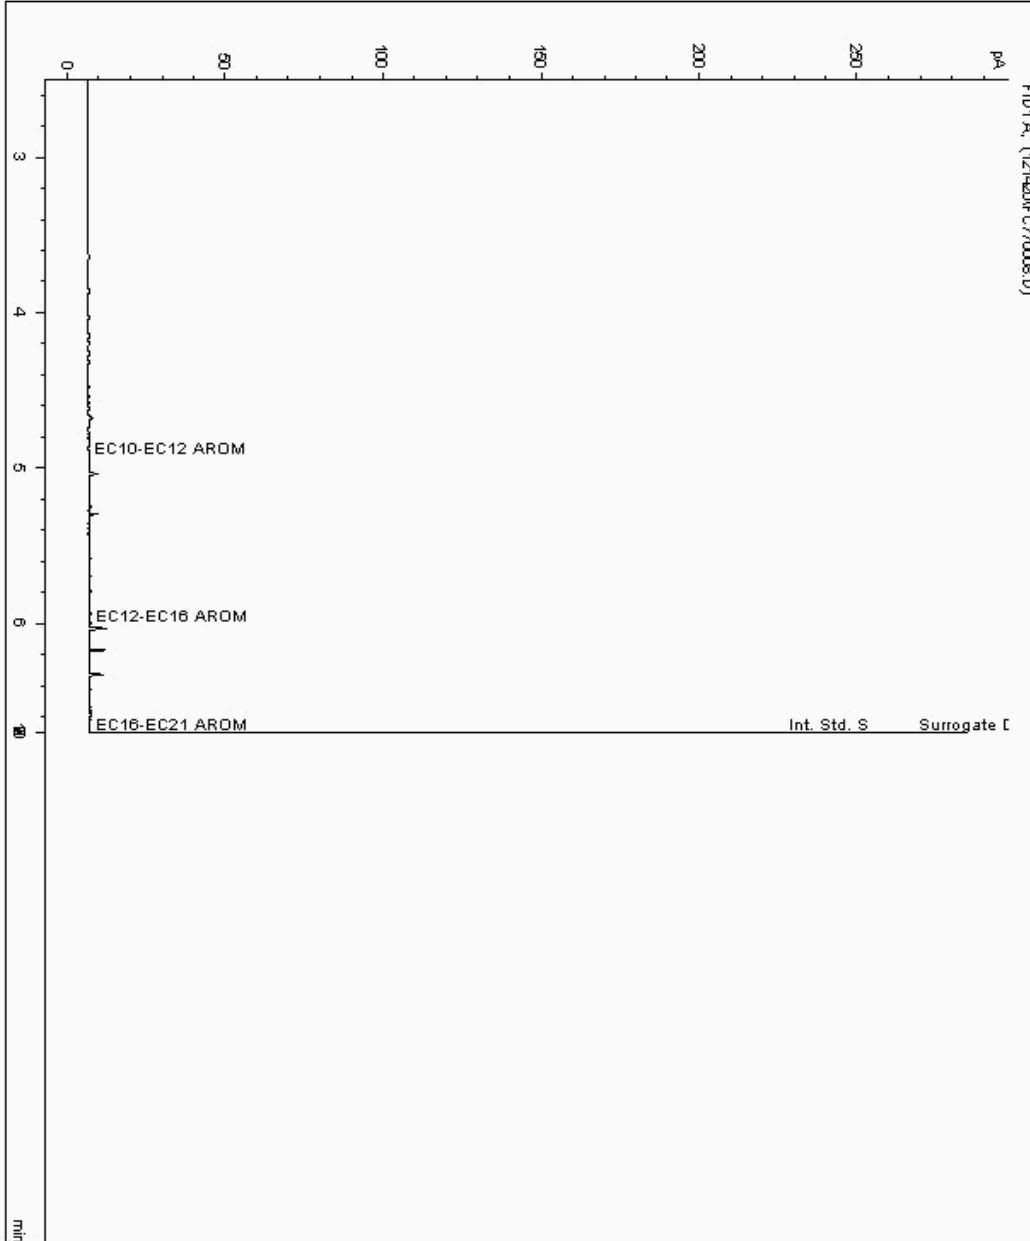 pA
0
50
100
150
200
250
3
4
EC10-EC12 AROM
5
EC12-EC16 AROM
6
EC16-EC21 AROM
Int. Std. S
Surrogate
min